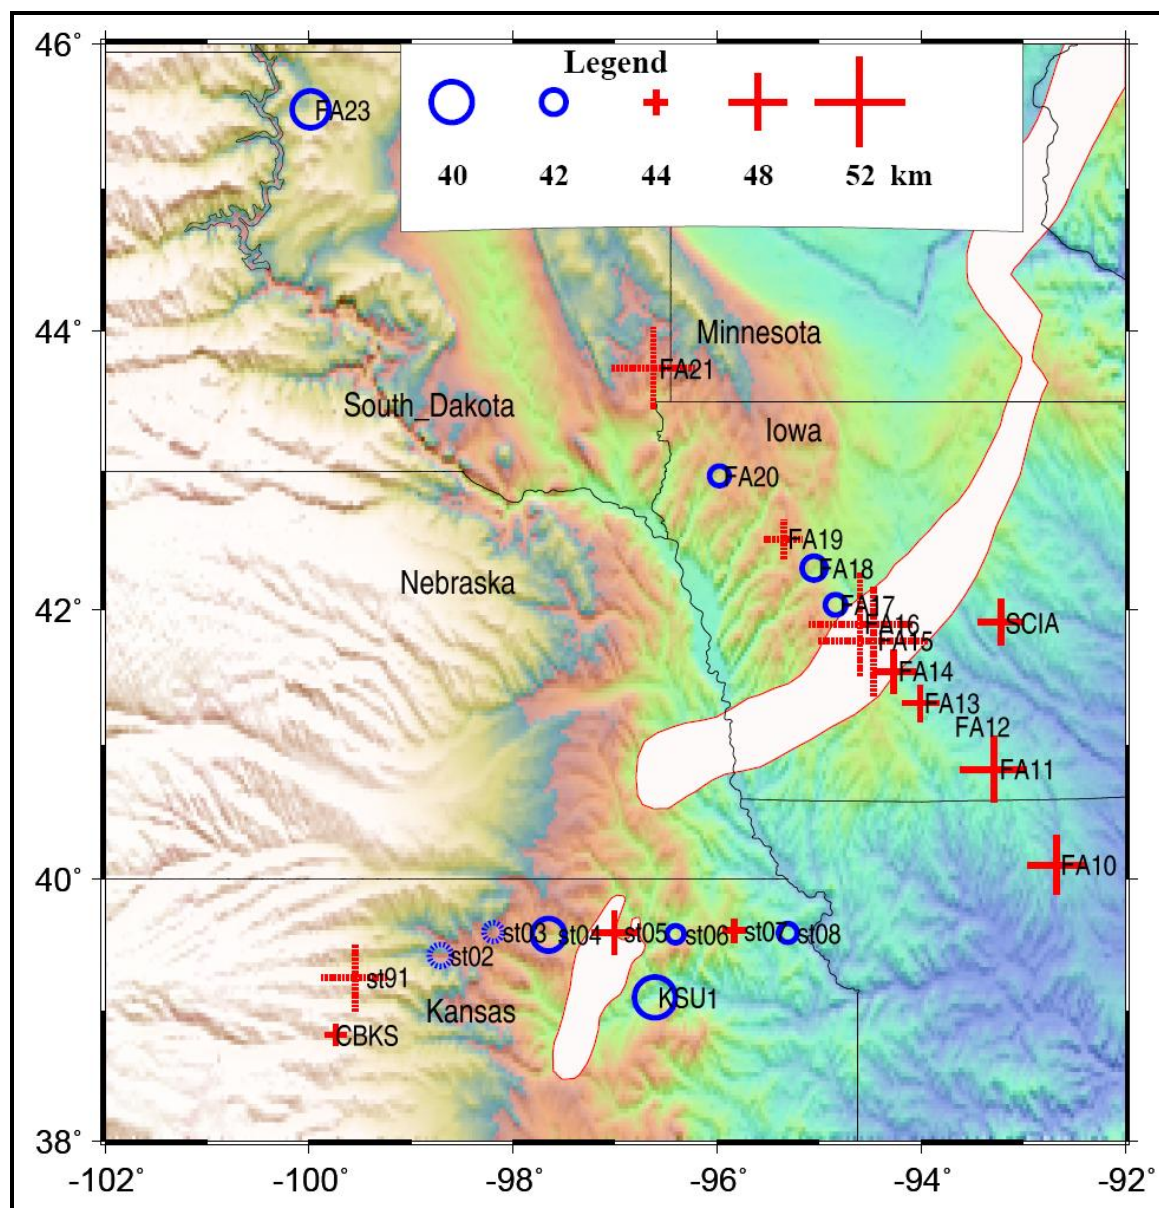 46°
Legend
FA23
40 42 44 48 52 km
44°
Minnesota
FA21
South_Dakota
Iowa
FA20
FA19
Nebraska
FA18
42°
FA17
FA16
SCIA
FA15
FA14
FA13
FA12
FA11
40°
FA10
st03 st04 st05 st06 st07 st08
st02
st91
KSU1
Kansas
CBKS
38°
-102° -100° -98° -96° -94° -92°